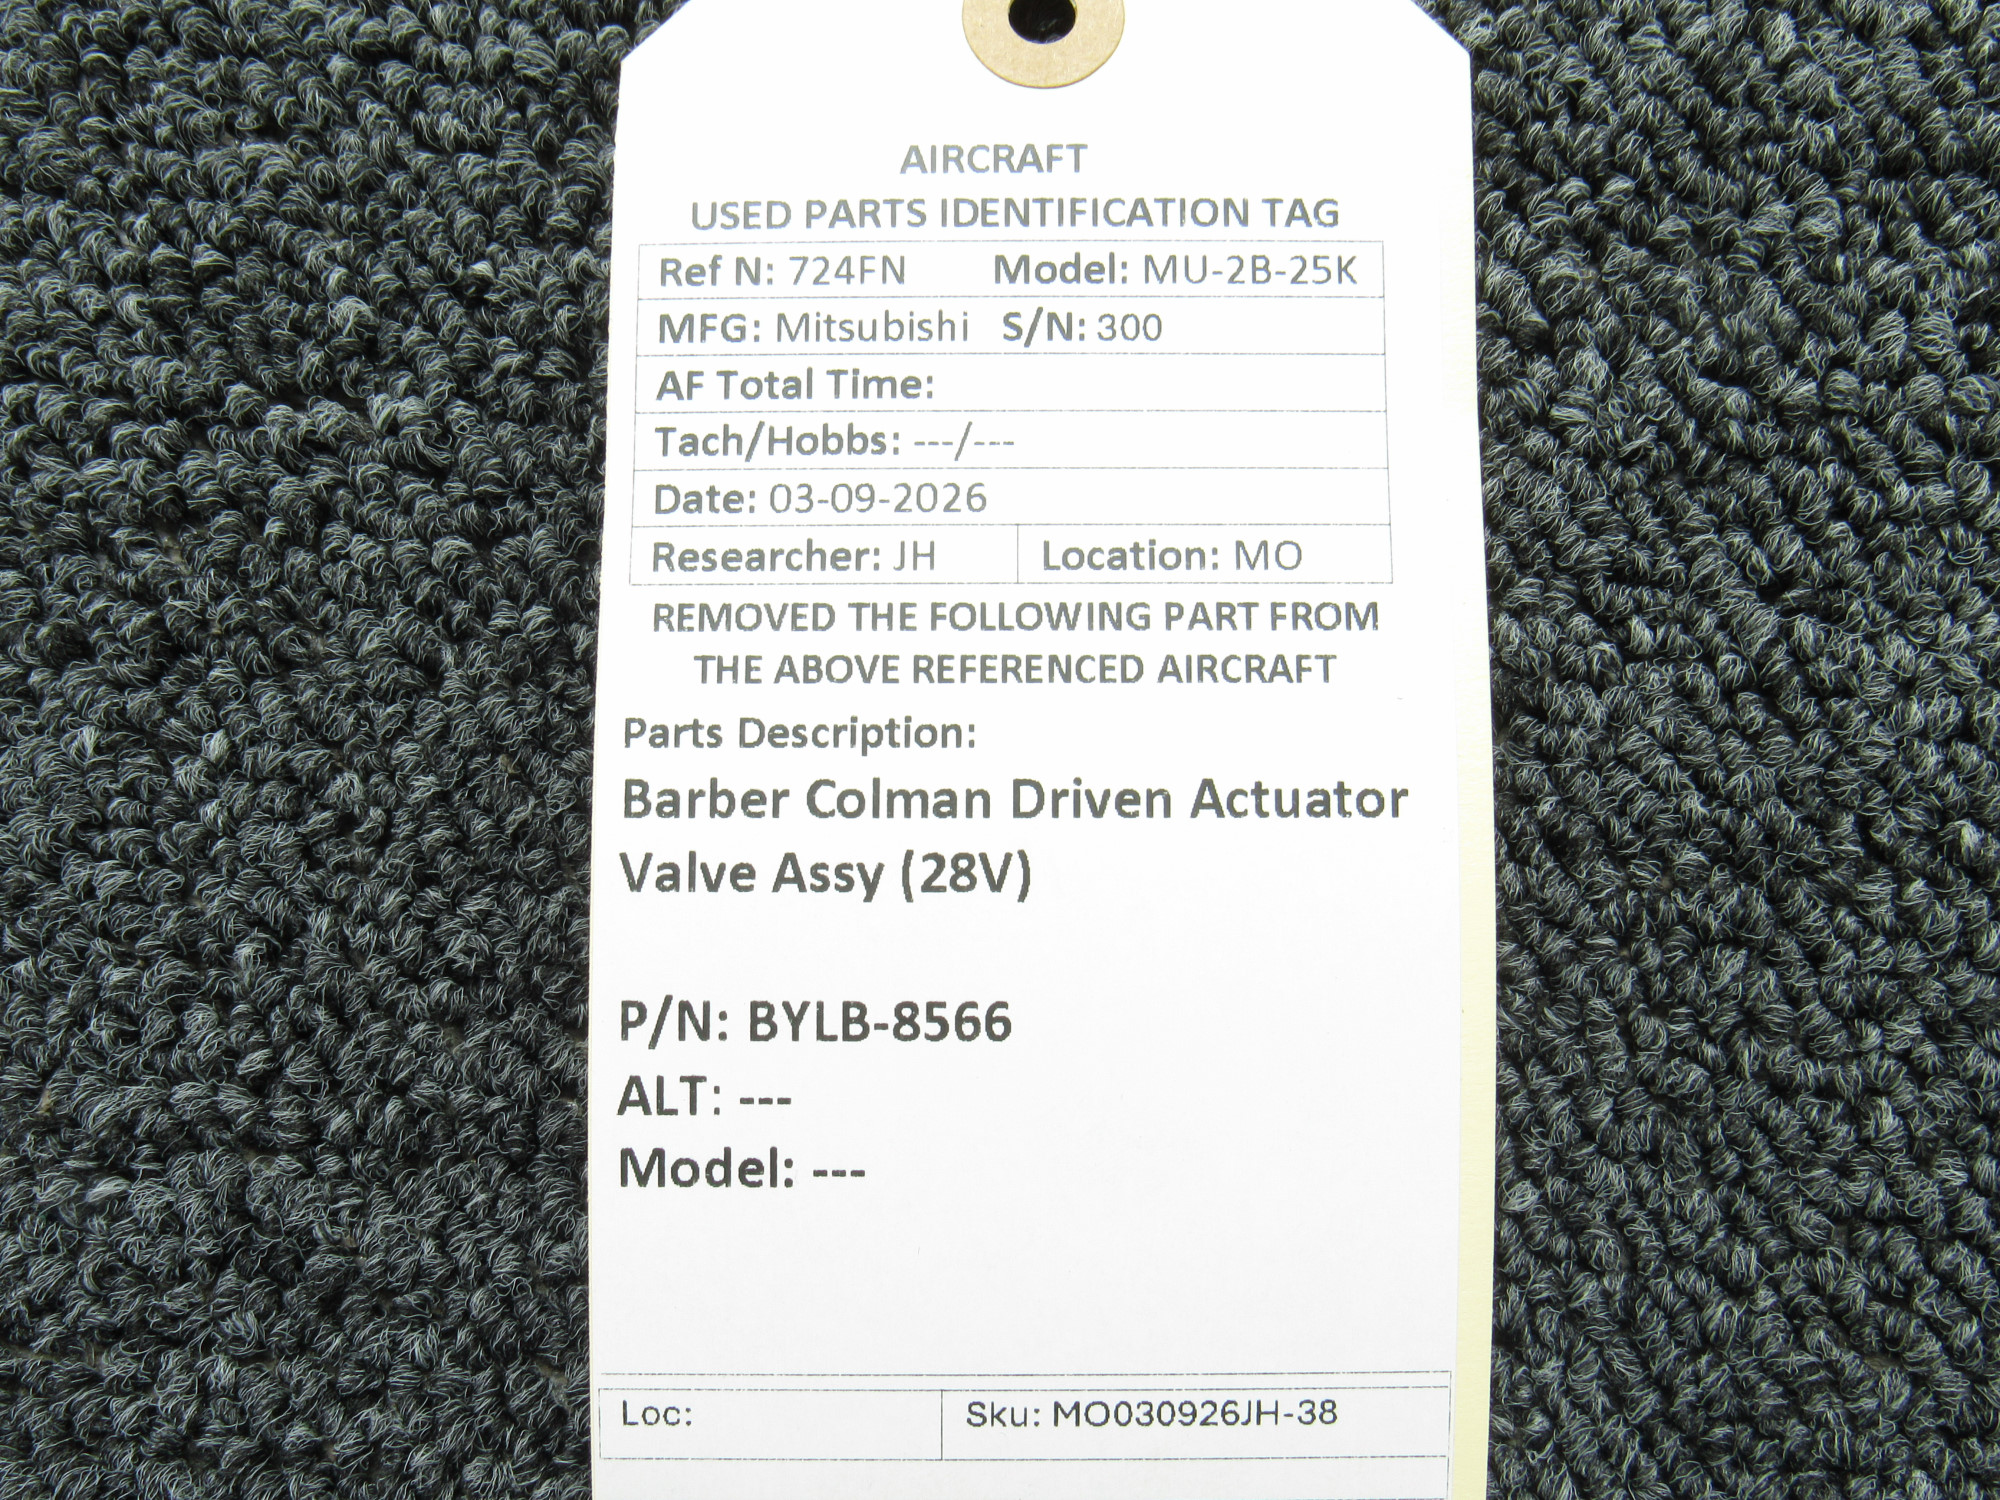 AIRCRAFT
USED PARTS IDENTIFICATION TAG
Ref N: 724FN Model: MU-2B-25K
MFG: Mitsubishi S/N: 300
AF Total Time:
Tach/Hobbs: ---/---
Date: 03-09-2026
Researcher: JH Location: MO
REMOVED THE FOLLOWING PART FROM
THE ABOVE REFERENCED AIRCRAFT
Parts Description:
Barber Colman Driven Actuator
Valve Assy (28V)
P/N: BYLB-8566
ALT: ---
Model: ---
Loc: Sku: MO030926JH-38